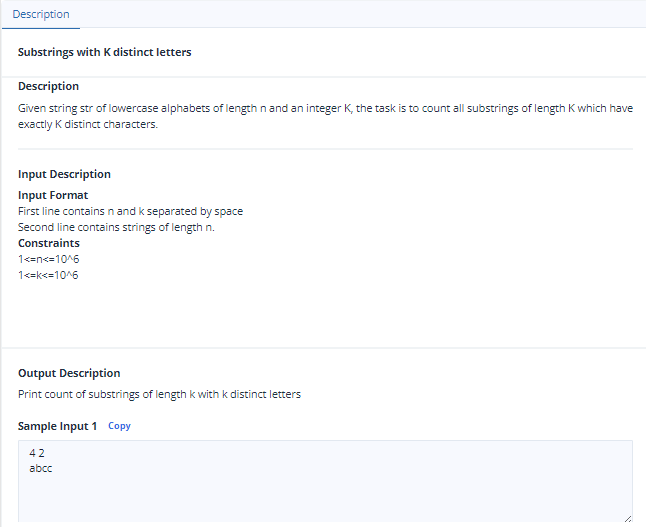 Description
Substrings with K distinct letters
Description
Given string str of lowercase alphabets of length n and an integer K, the task is to count all substrings of length K which have
exactly K distinct characters.
Input Description
Input Format
First line contains n and k separated by space
Second line contains strings of length n.
Constraints
1<=n<=10^6
1<=k<=10^6
Output Description
Print count of substrings of length k with k distinct letters
Sample Input 1 Copy
4 2
abcc